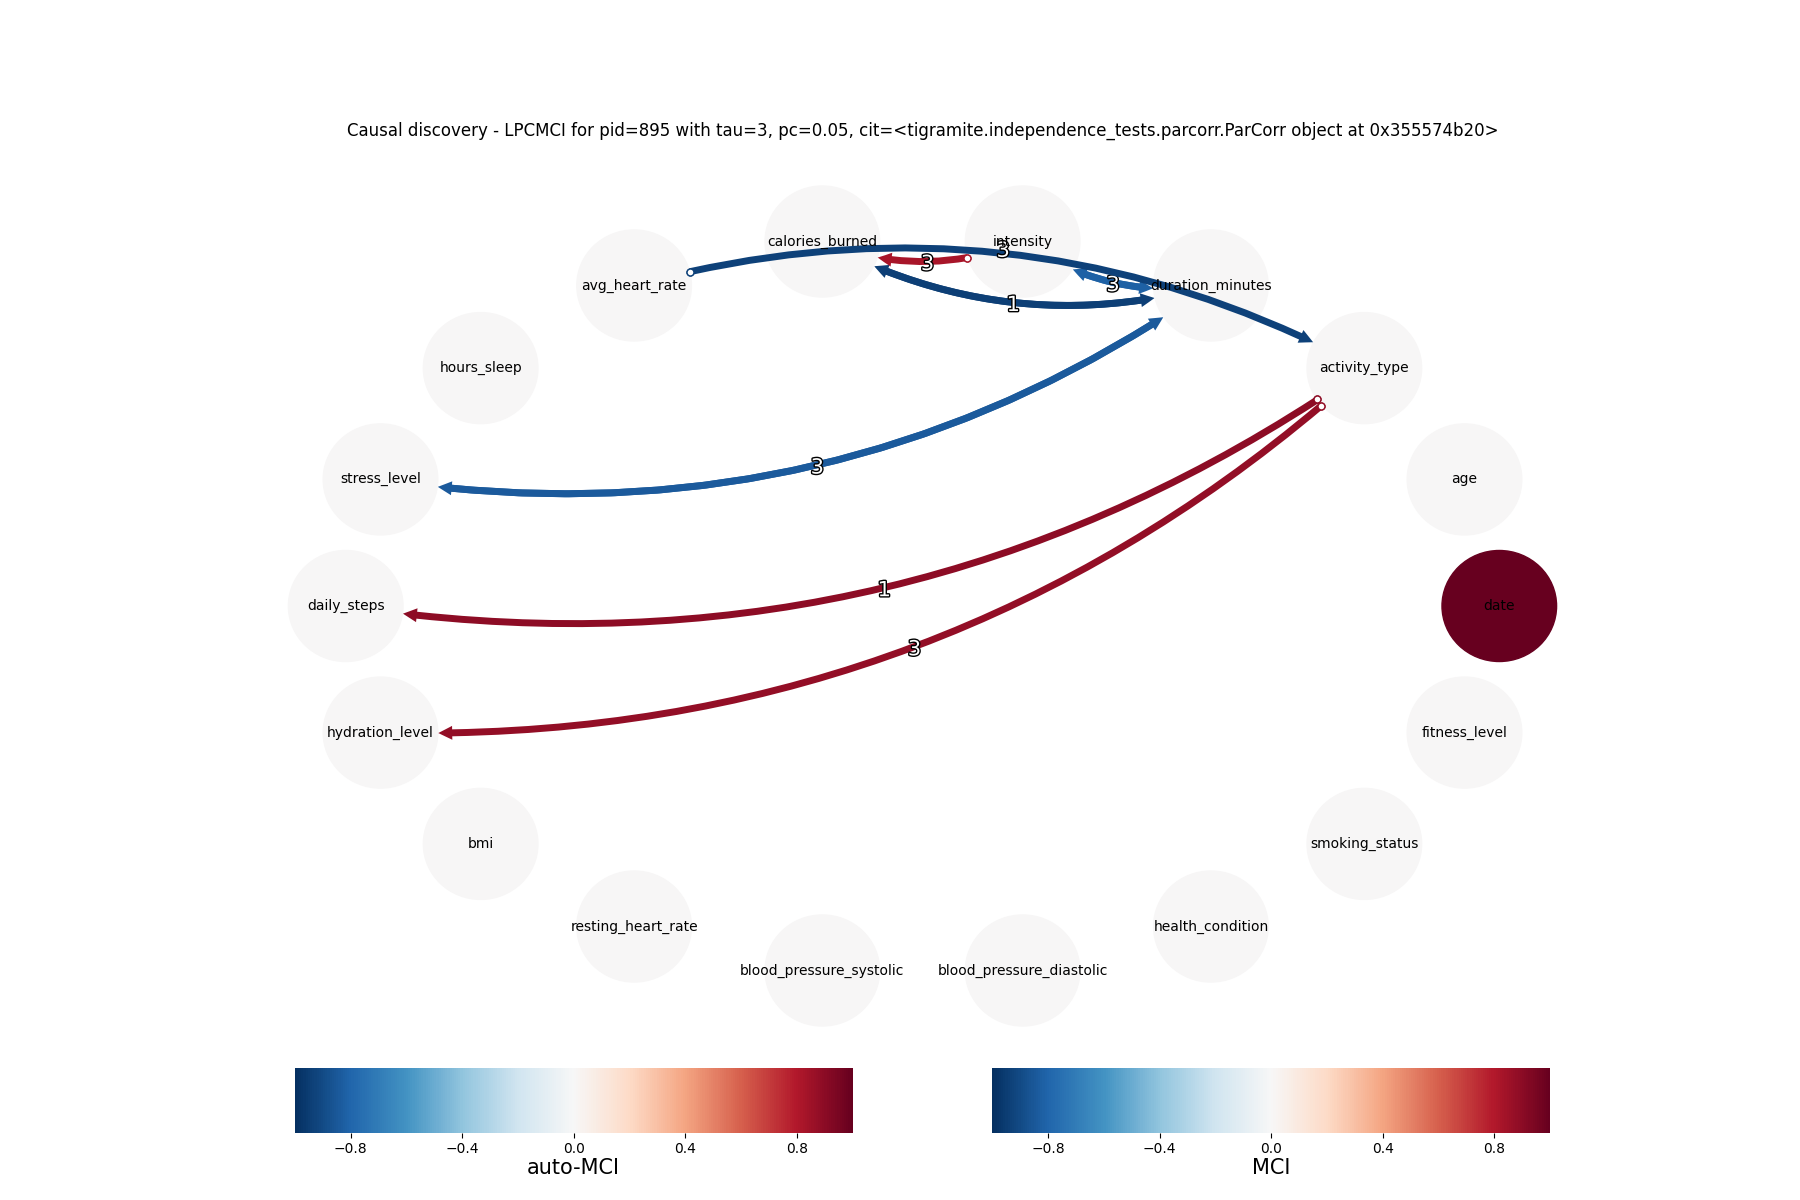 Causal discovery - LPCMCI for pid=895 with tau=3, pc=0.05, cit=<tigramite.independence_tests.parcorr.ParCorr object at 0x355574b20>
calories_burned
intensity
3
3
avg_heart_rate
3
duration_minutes
1
hours_sleep
activity_type
stress_level
3
age
daily_steps
1
date
3
hydration_level
fitness_level
bmi
smoking_status
resting_heart_rate
health_condition
blood_pressure_systolic
blood_pressure_diastolic
−0.8 −0.4 0.0 0.4 0.8
auto-MCI
−0.8 −0.4 0.0 0.4 0.8
MCI